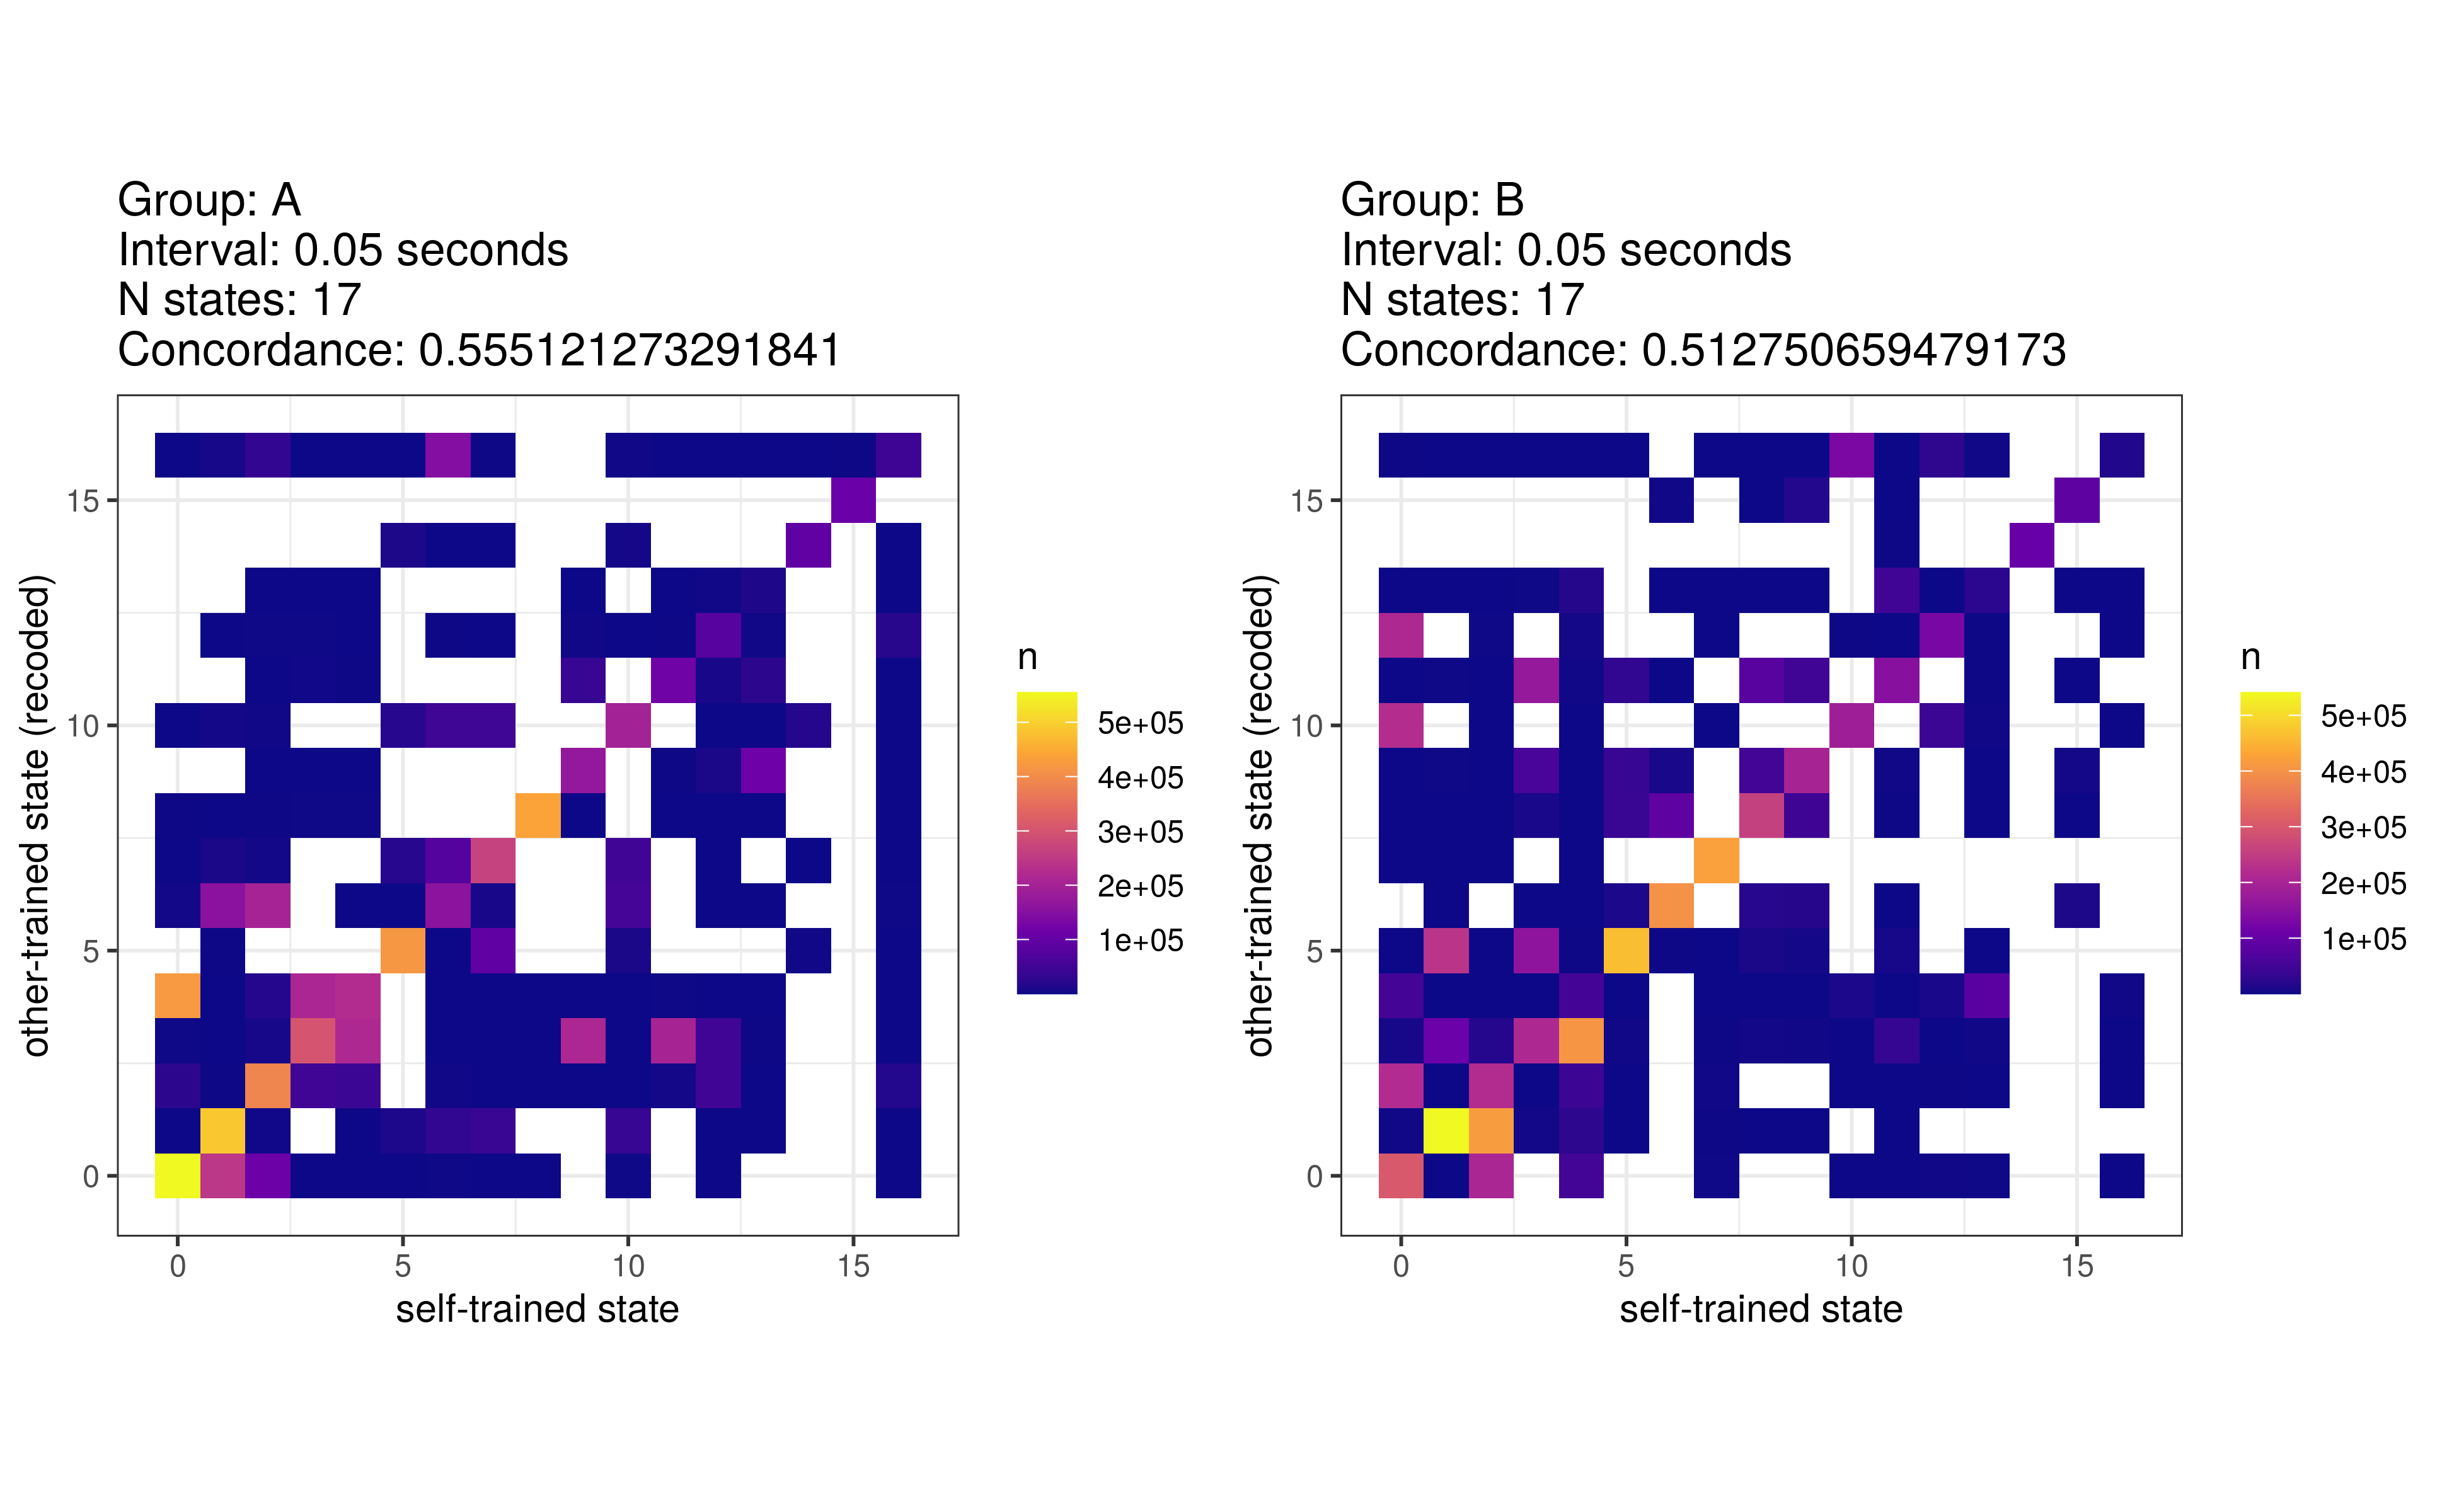 Group: A
Interval: 0.05 seconds
N states: 17
Concordance: 0.555121273291841
other-trained state (recoded)
15
10
5
0
0 5 10 15
self-trained state
n
5e+05
4e+05
3e+05
2e+05
1e+05
Group: B
Interval: 0.05 seconds
N states: 17
Concordance: 0.512750659479173
other-trained state (recoded)
15
10
5
0
0 5 10 15
self-trained state
n
5e+05
4e+05
3e+05
2e+05
1e+05